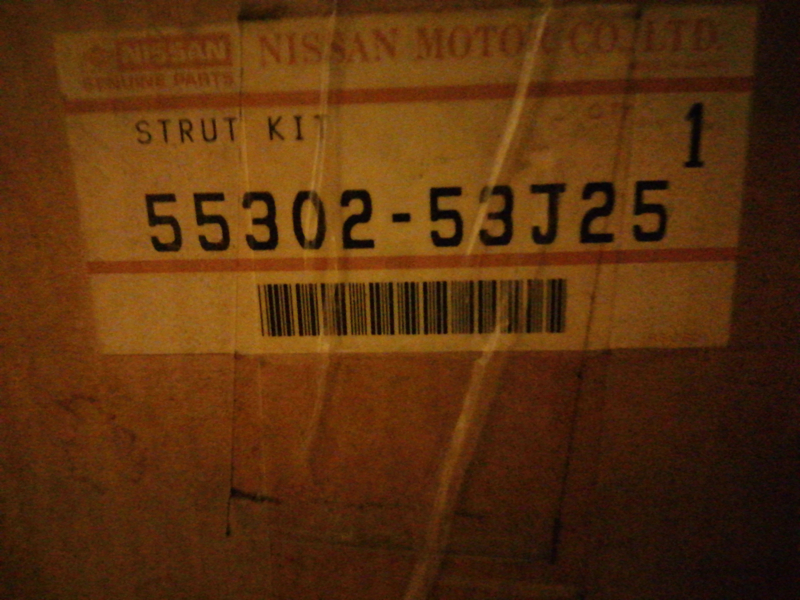 NISSAN
GENUINE PARTS
NISSAN MOTOR CO., LTD.
STRUT KIT
1
55302-53J25